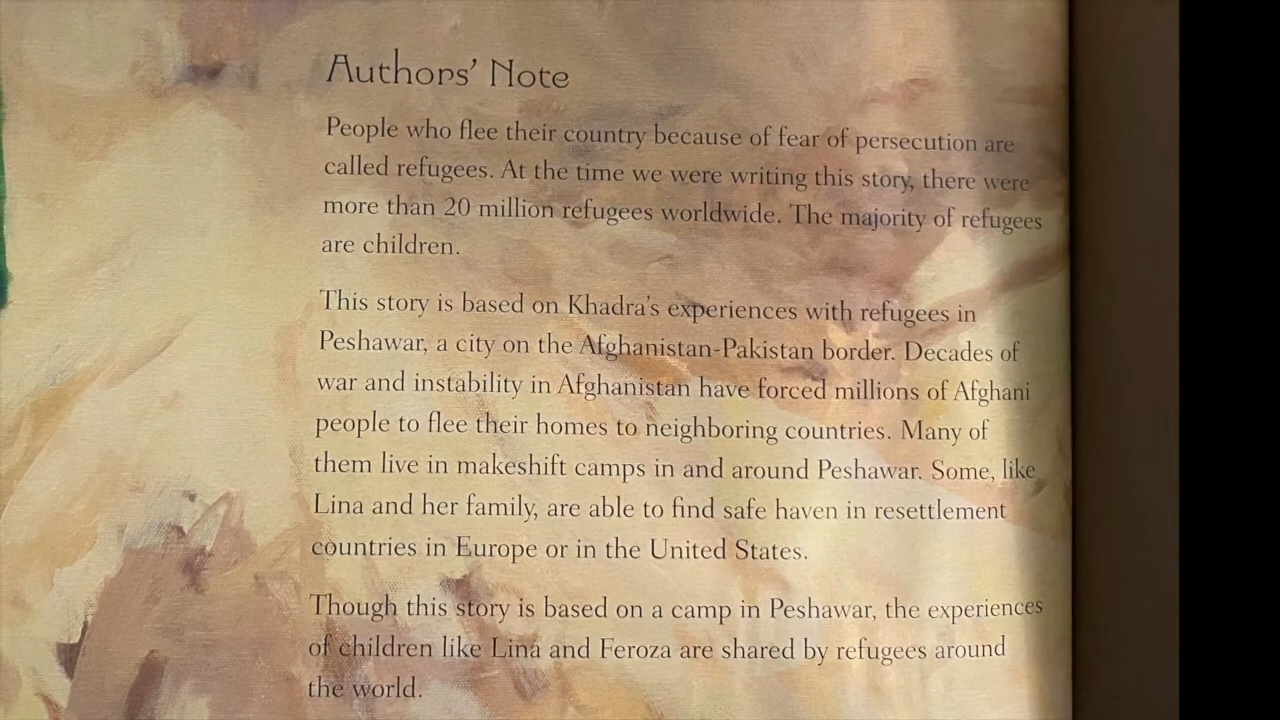 Authors’ Note
People who flee their country because of fear of persecution are
called refugees. At the time we were writing this story, there were
more than 20 million refugees worldwide. The majority of refugees
are children.
This story is based on Khadra’s experiences with refugees in
Peshawar, a city on the Afghanistan-Pakistan border. Decades of
war and instability in Afghanistan have forced millions of Afghani
people to flee their homes to neighboring countries. Many of
them live in makeshift camps in and around Peshawar. Some, like
Lina and her family, are able to find safe haven in resettlement
countries in Europe or in the United States.
Though this story is based on a camp in Peshawar, the experiences
of children like Lina and Feroza are shared by refugees around
the world.